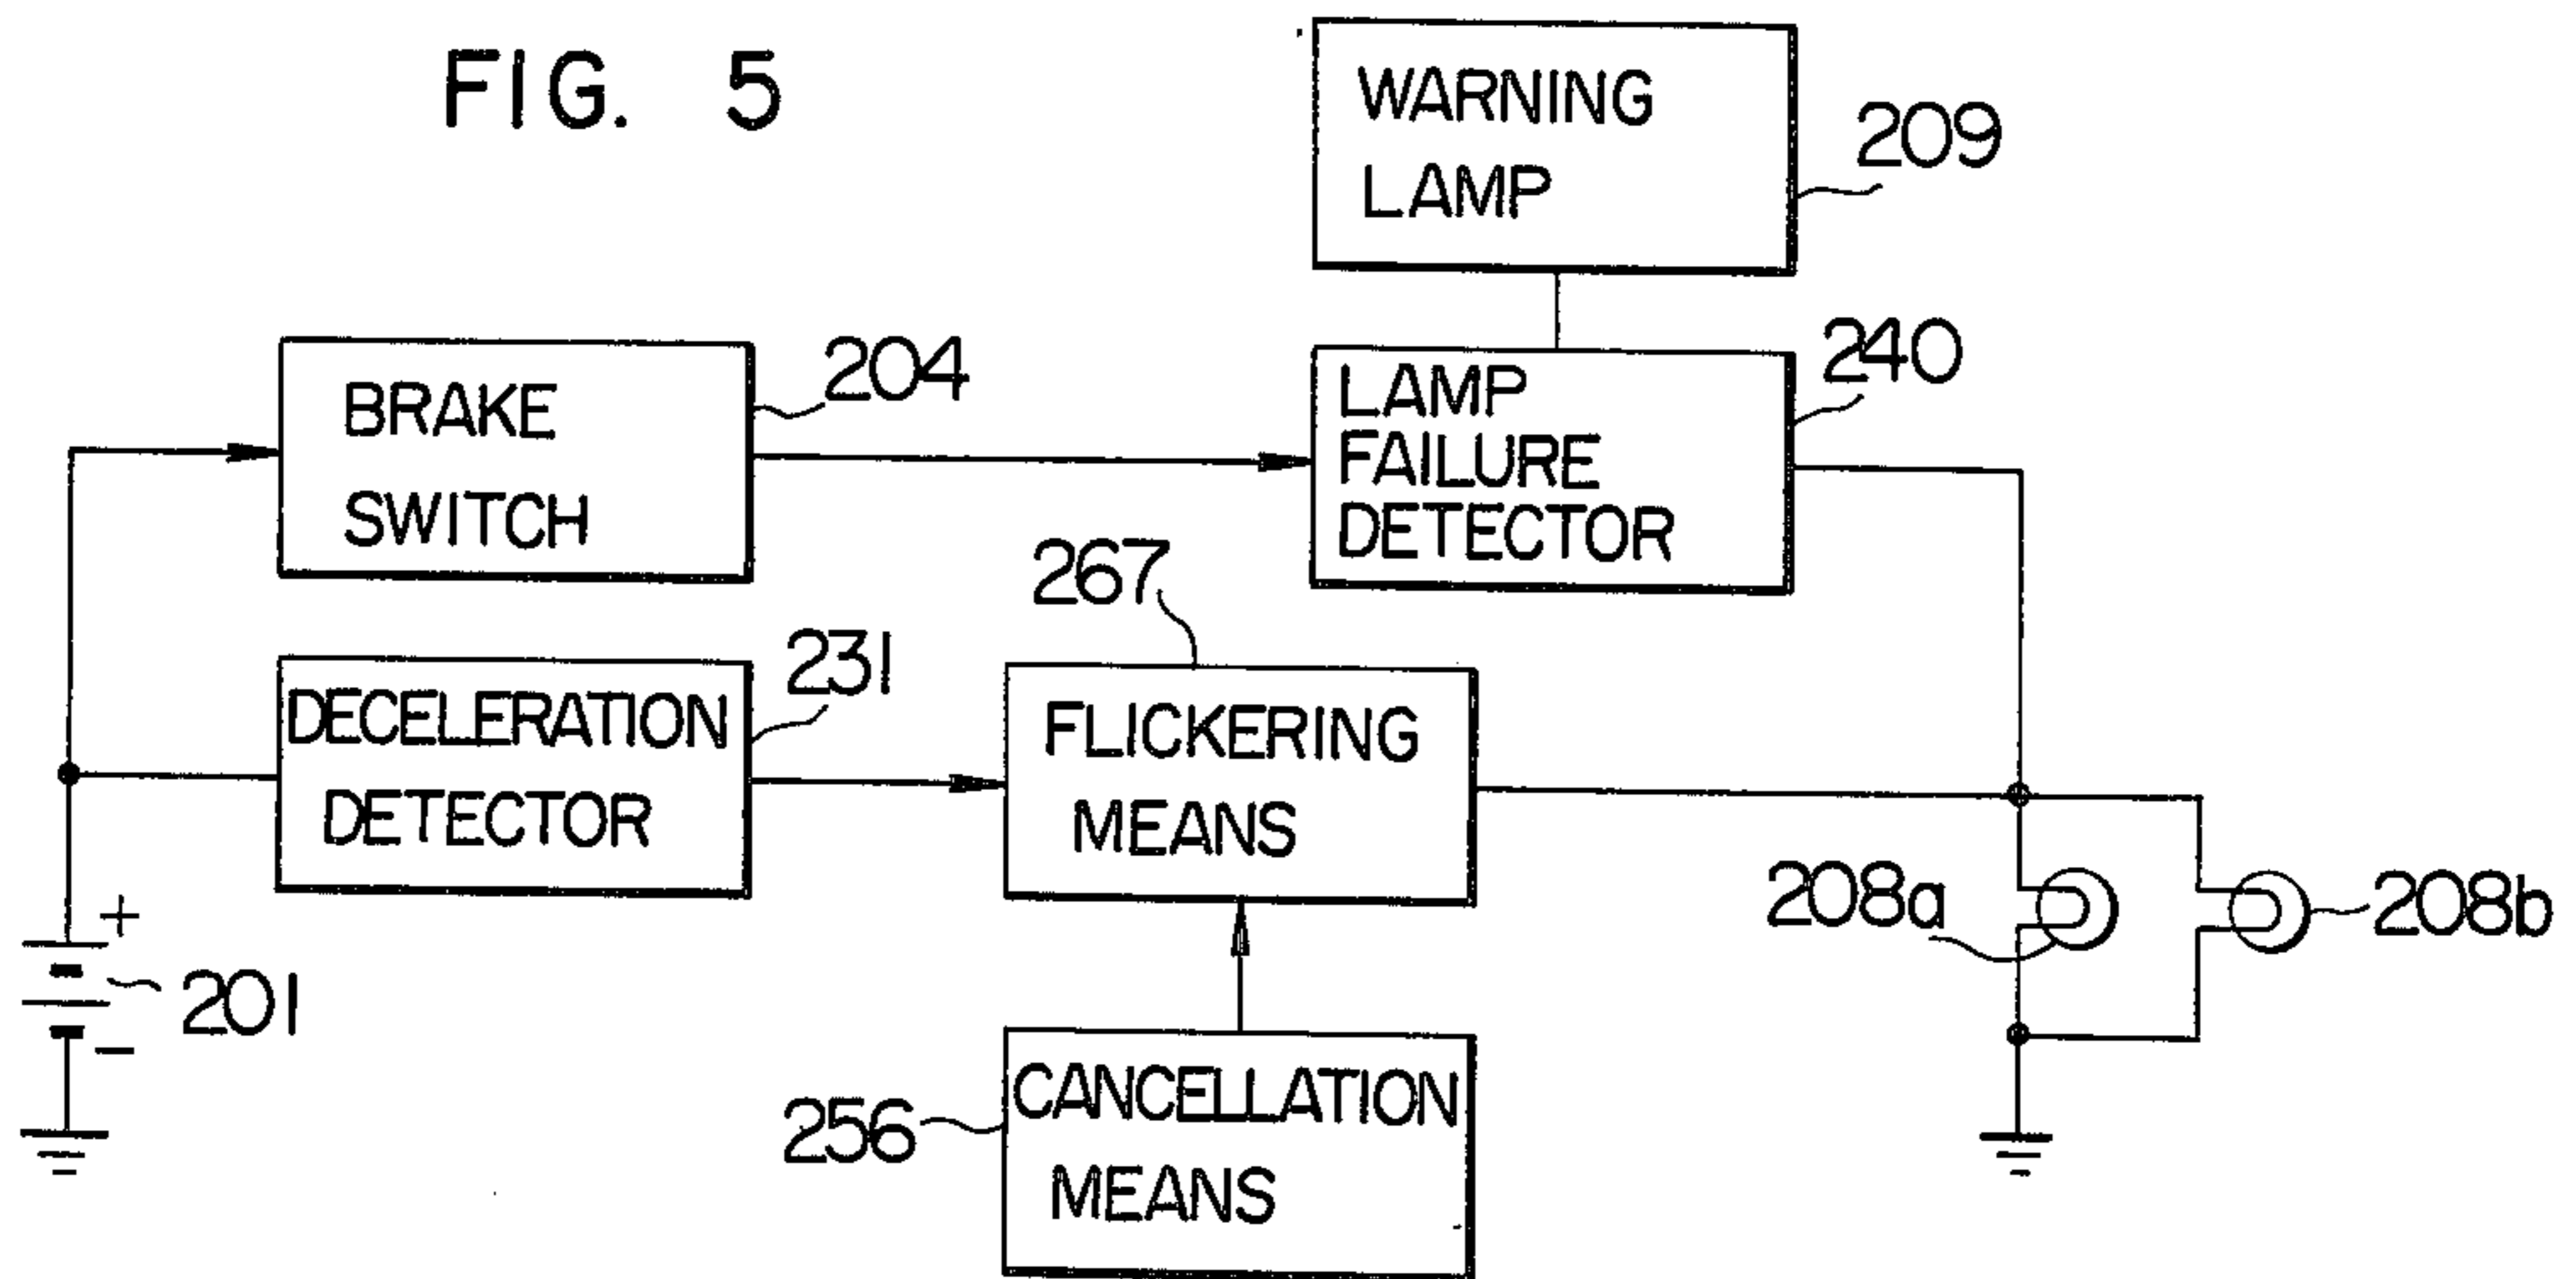 FIG. 5
WARNING
LAMP
209
BRAKE
SWITCH
204
LAMP
FAILURE
DETECTOR
240
267
DECELERATION
DETECTOR
231
FLICKERING
MEANS
208a
208b
+
201
−
CANCELLATION
MEANS
256